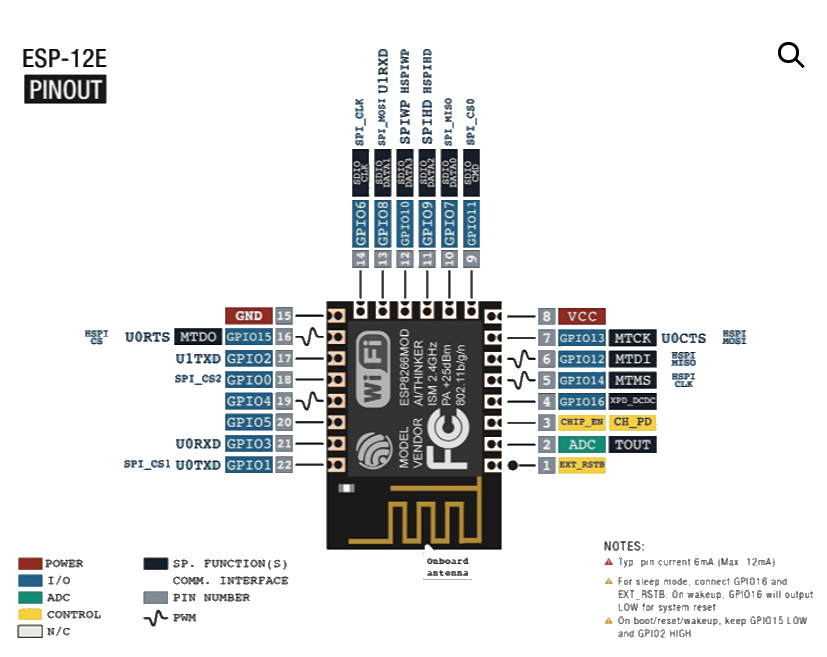 ESP-12E
PINOUT
SPI_CLK
SPI_MOSI U1RXD
SPIWP HSPIWP
SPIHD HSPIHD
SPI_MISO
SPI_CS0
SDIO CLK
SDIO DATA1
SDIO DATA3
SDIO DATA2
SDIO DATA0
SDIO CMD
GPIO6
GPIO8
GPIO10
GPIO9
GPIO7
GPIO11
14
13
12
11
10
9
GND 15
HSPI CS U0RTS MTDO GPIO15 16
U1TXD GPIO2 17
SPI_CS2 GPIO0 18
GPIO4 19
GPIO5 20
U0RXD GPIO3 21
SPI_CS1 U0TXD GPIO1 22
WiFi
ESP8266MOD
AI/THINKER
ISM 2.4GHz
PA +25dBm
802.11b/g/n
MODEL
VENDOR
FC
8 VCC
7 GPIO13 MTCK U0CTS HSPI MOSI
6 GPIO12 MTDI HSPI MISO
5 GPIO14 MTMS HSPI CLK
4 GPIO16 XPD_DCDC
3 CHIP_EN CH_PD
2 ADC TOUT
1 EXT_RSTB
Onboard
antenna
POWER
I/O
ADC
CONTROL
N/C
SP. FUNCTION(S)
COMM. INTERFACE
PIN NUMBER
PWM
NOTES:
Typ. pin current 6mA (Max. 12mA)
For sleep mode, connect GPIO16 and
EXT_RSTB. On wakeup, GPIO16 will output
LOW for system reset
On boot/reset/wakeup, keep GPIO15 LOW
and GPIO2 HIGH